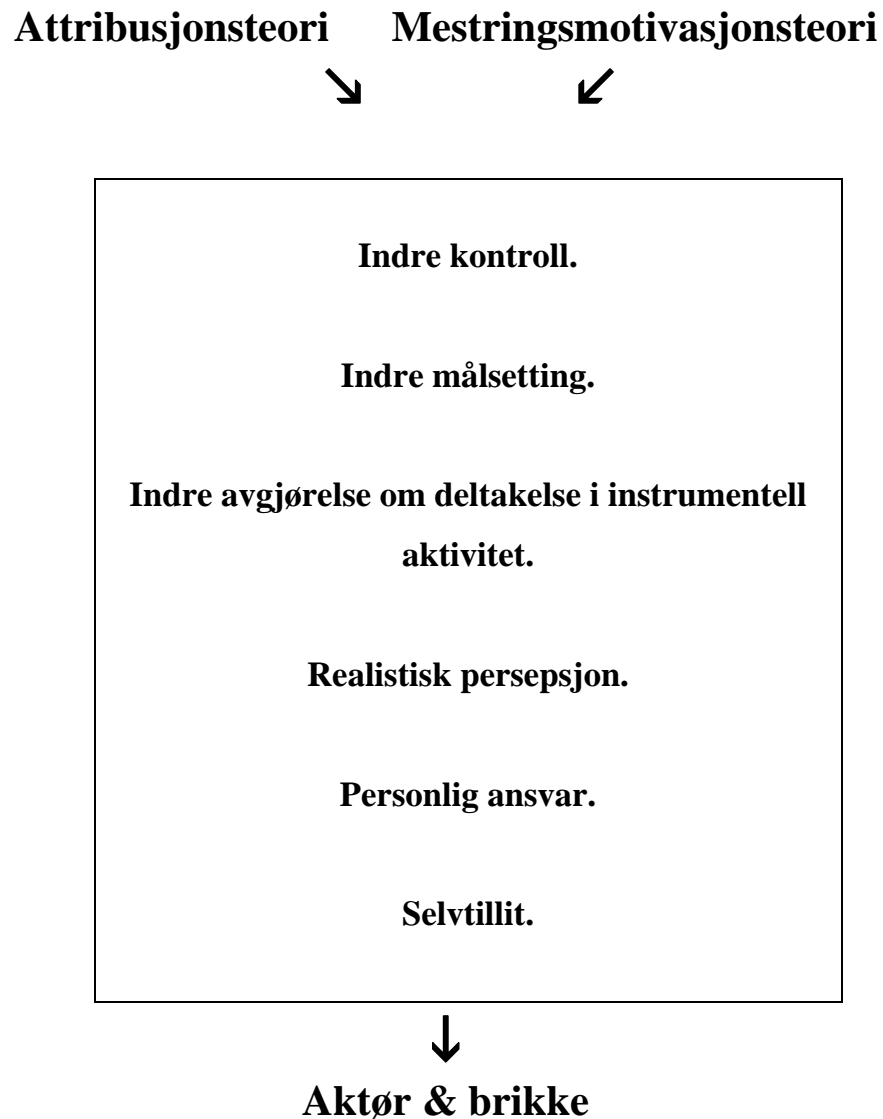 Attribusjonsteori Mestringsmotivasjonsteori
Indre kontroll.
Indre målsetting.
Indre avgjørelse om deltakelse i instrumentell
aktivitet.
Realistisk persepsjon.
Personlig ansvar.
Selvtillit.
Aktør & brikke